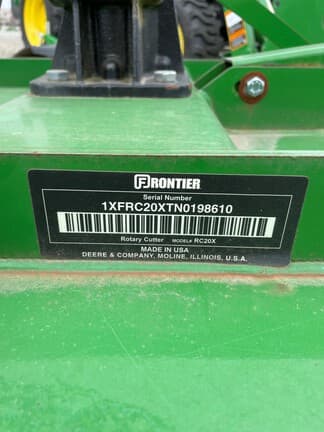 FRONTIER
Serial Number
1XFRC20XTN0198610
Rotary Cutter MODEL# RC20X
MADE IN USA
DEERE & COMPANY, MOLINE, ILLINOIS, U.S.A.